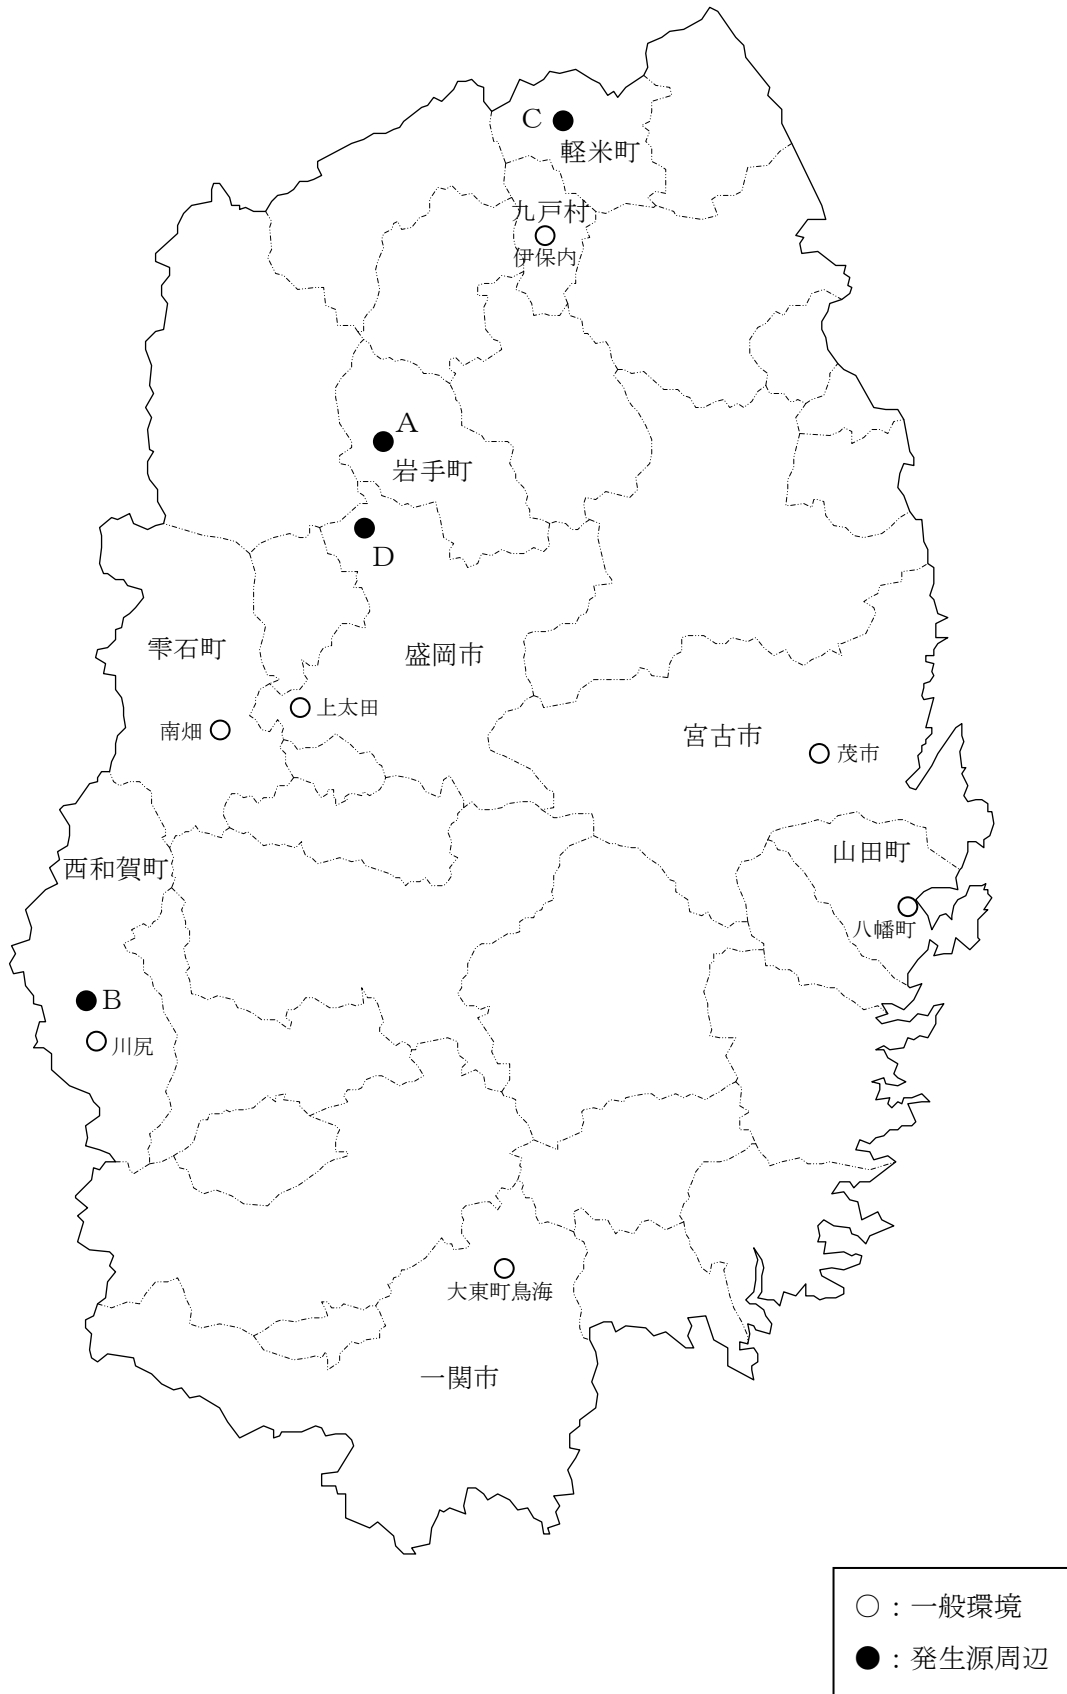 C
軽米町
九戸村
伊保内
A
岩手町
D
雫石町
盛岡市
上太田
南畑
宮古市
茂市
西和賀町
山田町
八幡町
B
川尻
大東町鳥海
一関市
○：一般環境
●：発生源周辺